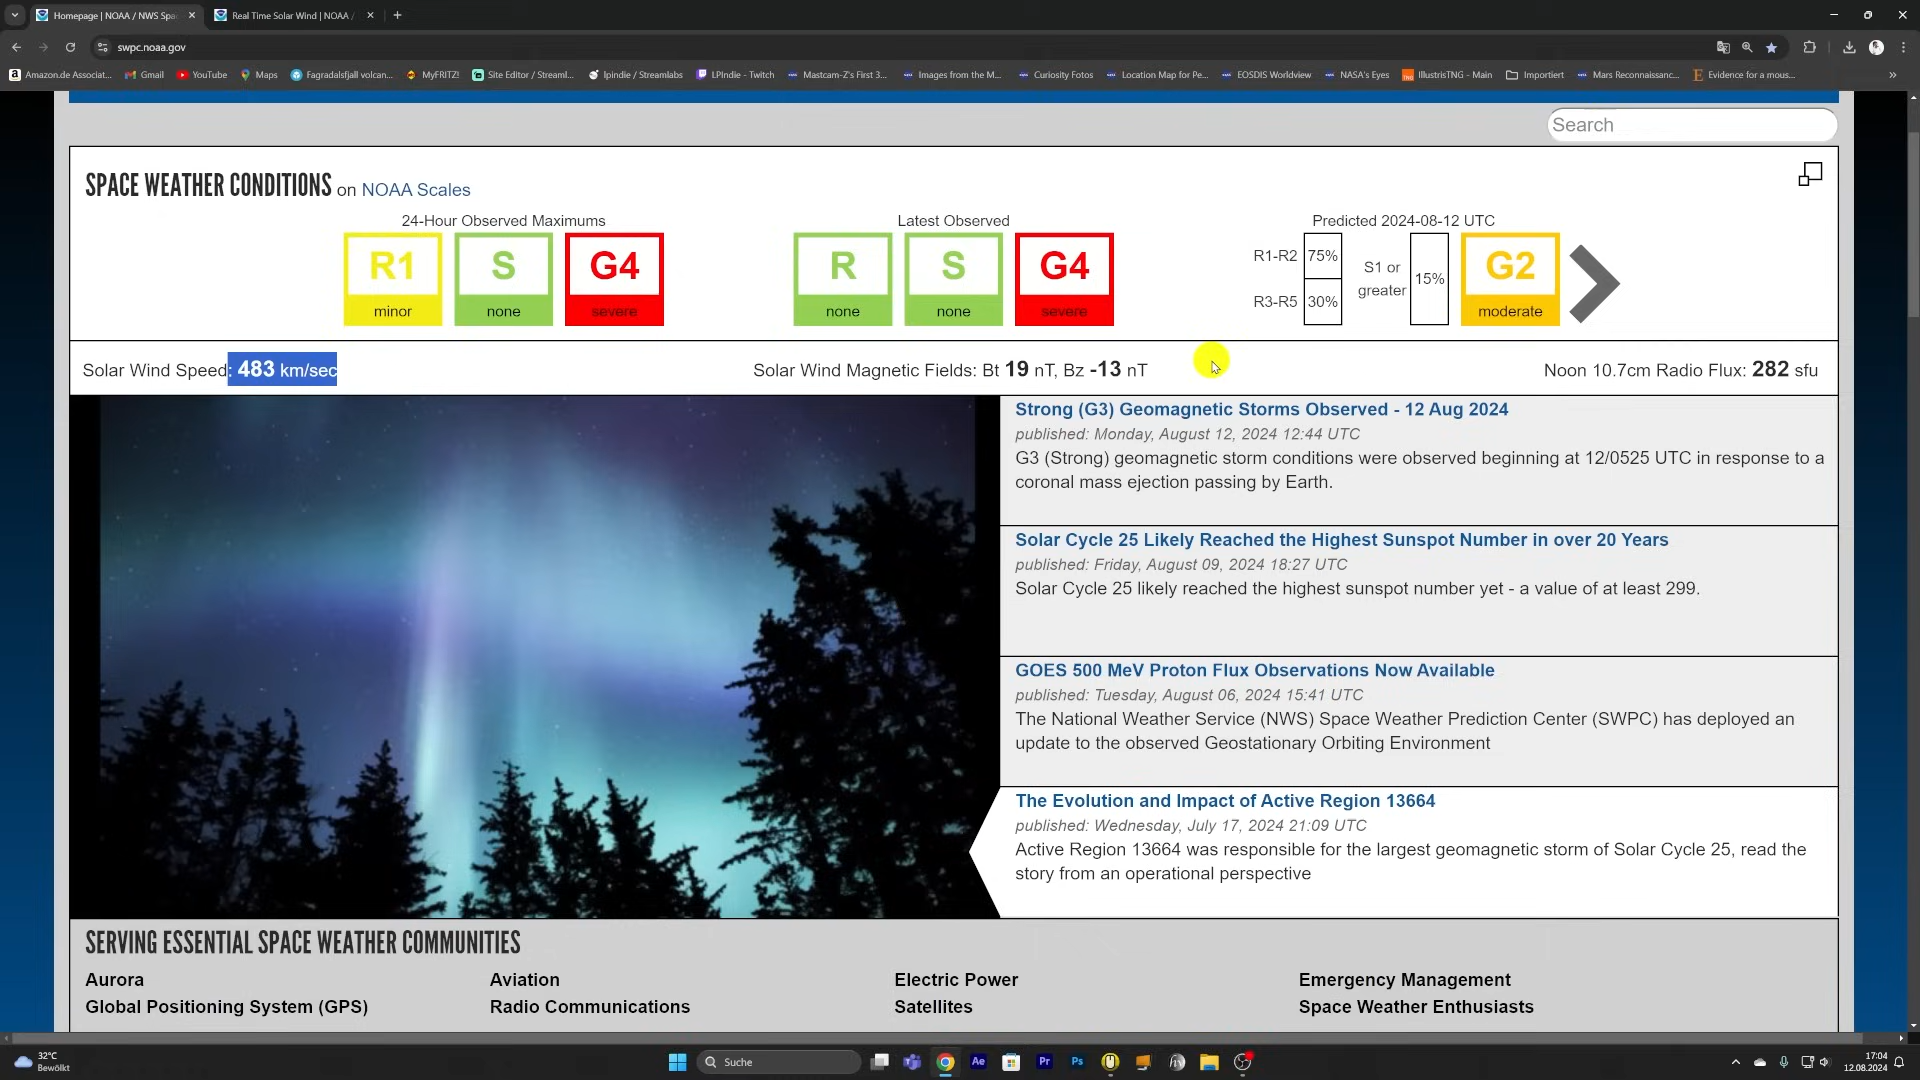 Homepage | NOAA / NWS Spac
Real Time Solar Wind | NOAA /
swpc.noaa.gov
Amazon.de Associat...
Gmail
YouTube
Maps
Fagradalsfjall volcan...
MyFRITZ!
Site Editor / Streaml...
lpindie / Streamlabs
LPIndie - Twitch
Mastcam-Z's First 3...
Images from the M...
Curiosity Fotos
Location Map for Pe...
EOSDIS Worldview
NASA's Eyes
IllustrisTNG - Main
Importiert
Mars Reconnaissanc...
Evidence for a mous...
Search
SPACE WEATHER CONDITIONS on NOAA Scales
24-Hour Observed Maximums
Latest Observed
Predicted 2024-08-12 UTC
R1
S
G4
R
S
G4
R1-R2 75%
R3-R5 30%
S1 or
greater
15%
G2
minor
none
severe
none
none
severe
moderate
Solar Wind Speed: 483 km/sec
Solar Wind Magnetic Fields: Bt 19 nT, Bz -13 nT
Noon 10.7cm Radio Flux: 282 sfu
Strong (G3) Geomagnetic Storms Observed - 12 Aug 2024
published: Monday, August 12, 2024 12:44 UTC
G3 (Strong) geomagnetic storm conditions were observed beginning at 12/0525 UTC in response to a
coronal mass ejection passing by Earth.
Solar Cycle 25 Likely Reached the Highest Sunspot Number in over 20 Years
published: Friday, August 09, 2024 18:27 UTC
Solar Cycle 25 likely reached the highest sunspot number yet - a value of at least 299.
GOES 500 MeV Proton Flux Observations Now Available
published: Tuesday, August 06, 2024 15:41 UTC
The National Weather Service (NWS) Space Weather Prediction Center (SWPC) has deployed an
update to the observed Geostationary Orbiting Environment
The Evolution and Impact of Active Region 13664
published: Wednesday, July 17, 2024 21:09 UTC
Active Region 13664 was responsible for the largest geomagnetic storm of Solar Cycle 25, read the
story from an operational perspective
SERVING ESSENTIAL SPACE WEATHER COMMUNITIES
Aurora
Aviation
Electric Power
Emergency Management
Global Positioning System (GPS)
Radio Communications
Satellites
Space Weather Enthusiasts
32°C
Bewölkt
Suche
Ae
Pr
Ps
17:04
12.08.2024